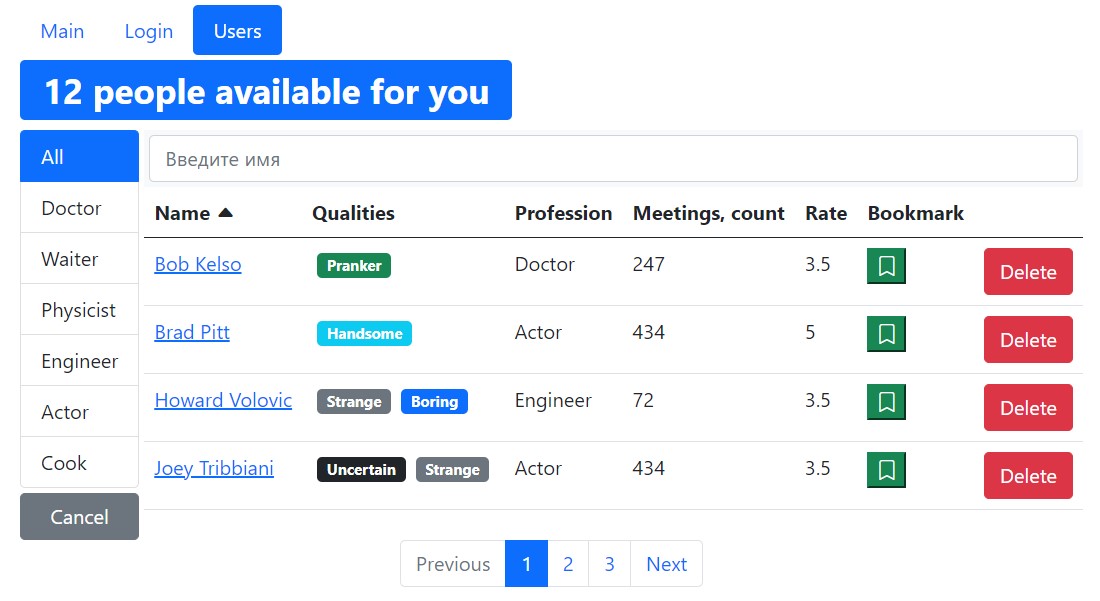 Main Login Users
12 people available for you
All
Doctor
Waiter
Physicist
Engineer
Actor
Cook
Cancel
Введите имя
Name Qualities Profession Meetings, count Rate Bookmark
Bob Kelso Pranker Doctor 247 3.5 Delete
Brad Pitt Handsome Actor 434 5 Delete
Howard Volovic Strange Boring Engineer 72 3.5 Delete
Joey Tribbiani Uncertain Strange Actor 434 3.5 Delete
Previous 1 2 3 Next